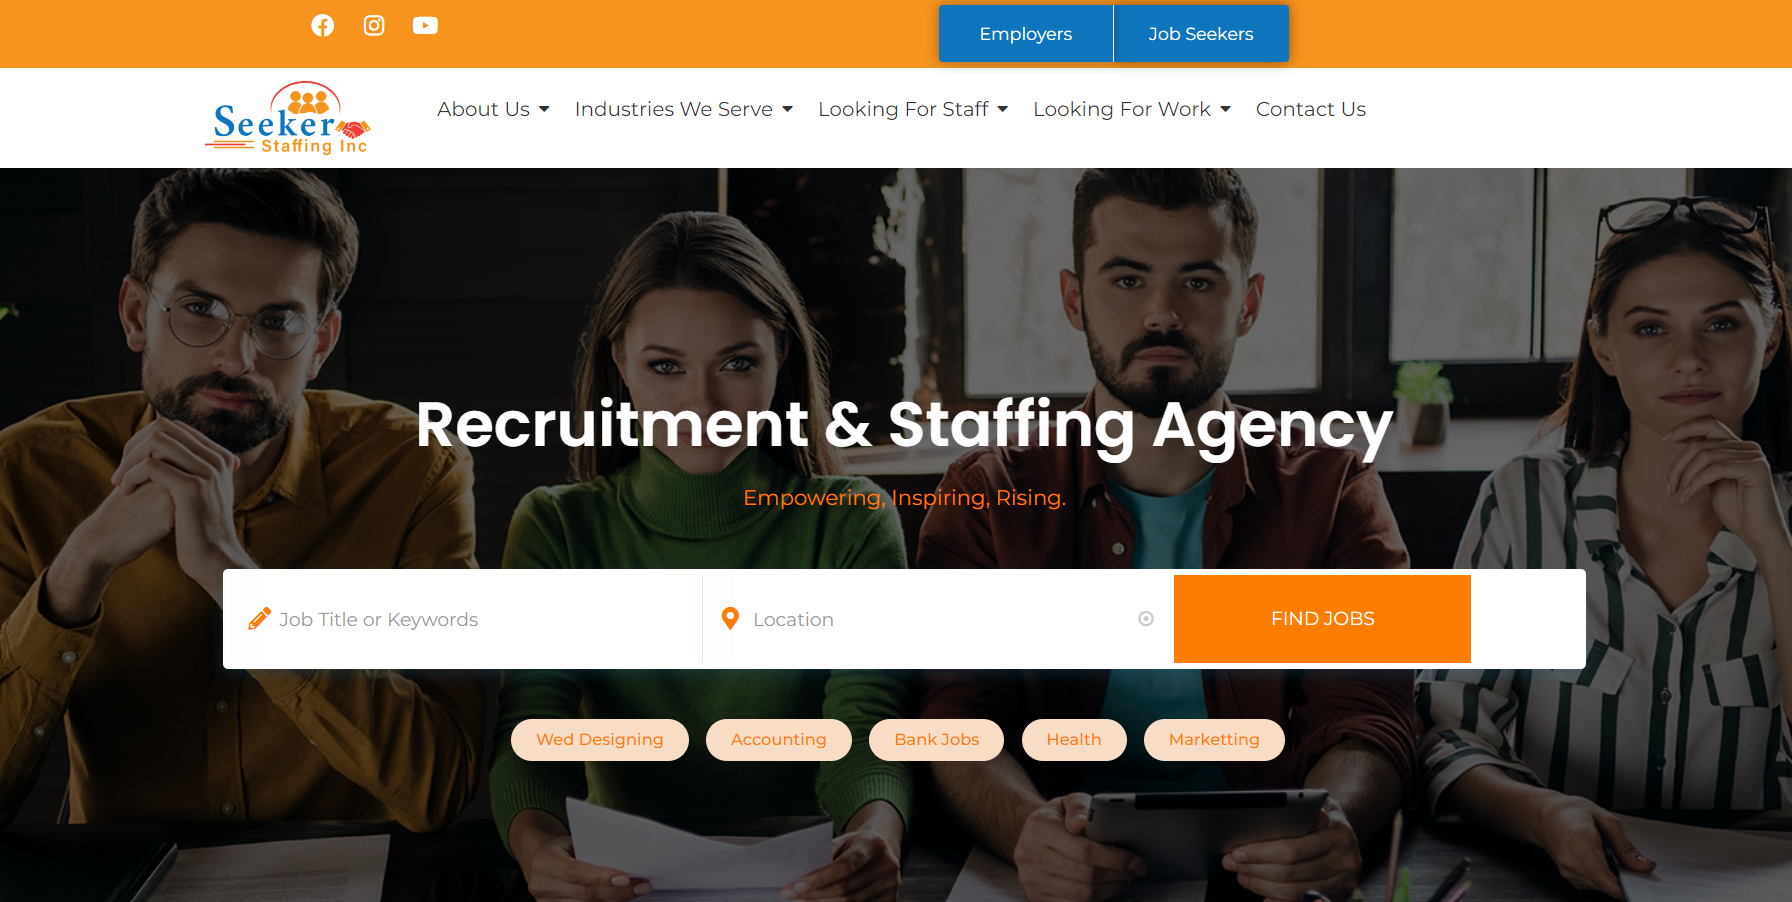 Employers
Job Seekers
Seeker
Staffing Inc
About Us
Industries We Serve
Looking For Staff
Looking For Work
Contact Us
Recruitment & Staffing Agency
Empowering, Inspiring, Rising.
Job Title or Keywords
Location
FIND JOBS
Wed Designing
Accounting
Bank Jobs
Health
Marketting